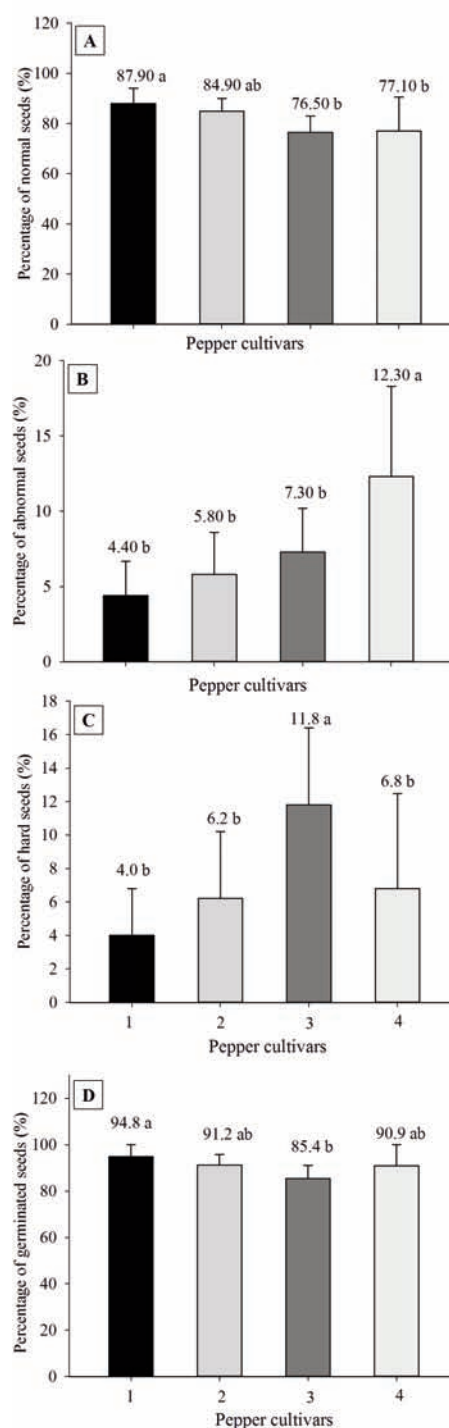 A
Percentage of normal seeds (%)
120
100
80
60
40
20
0
87.90 a
84.90 ab
76.50 b
77.10 b
Pepper cultivars
B
Percentage of abnormal seeds (%)
20
15
10
5
0
4.40 b
5.80 b
7.30 b
12.30 a
Pepper cultivars
C
Percentage of hard seeds (%)
18
16
14
12
10
8
6
4
2
0
4.0 b
6.2 b
11.8 a
6.8 b
1 2 3 4
Pepper cultivars
D
Percentage of germinated seeds (%)
120
100
80
60
40
20
0
94.8 a
91.2 ab
85.4 b
90.9 ab
1 2 3 4
Pepper cultivars